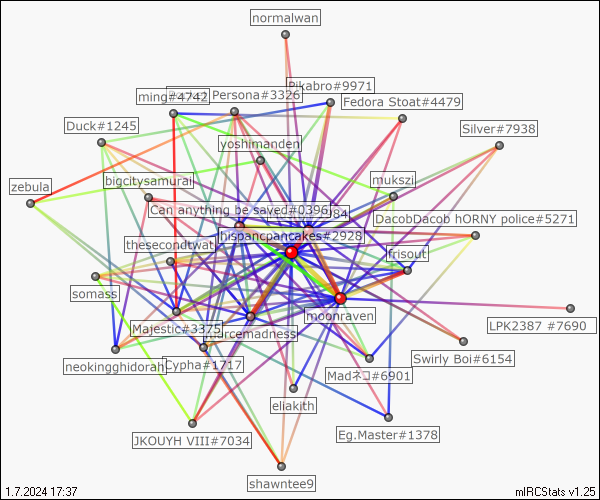 normalwan
Pikabro#9971
ming#4742
Persona#3326
Fedora Stoat#4479
Duck#1245
Silver#7938
yoshimanden
zebula
bigcitysamurai
mukszi
Can anything be saved#0396
84
DacobDacob hORNY police#5271
hispancpancakes#2928
thesecondtwat
frisout
somass
moonraven
LPK2387 #7690
Majestic#3375
marcemadness
neokingghidorah
Cypha#1717
Swirly Boi#6154
Madネコ#6901
eliakith
JKOUYH VIII#7034
Eg.Master#1378
shawntee9
1.7.2024 17:37
mIRCStats v1.25